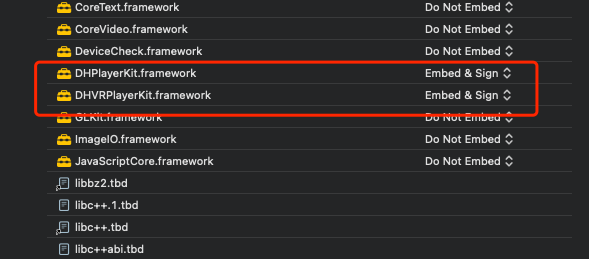 CoreText.framework Do Not Embed
CoreVideo.framework Do Not Embed
DeviceCheck.framework Do Not Embed
DHPlayerKit.framework Embed & Sign
DHVRPlayerKit.framework Embed & Sign
GLKit.framework Do Not Embed
ImageIO.framework Do Not Embed
JavaScriptCore.framework Do Not Embed
libbz2.tbd
libc++.1.tbd
libc++.tbd
libc++abi.tbd